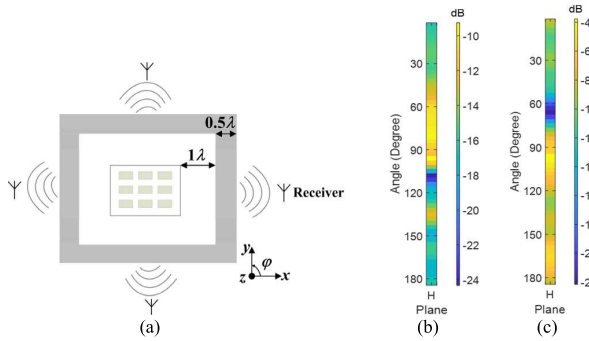 0.5λ
1λ
Receiver
y
φ
z
x
(a)
dB
-10
-12
-14
-16
-18
-20
-22
-24
30
60
90
120
150
180
Angle (Degree)
H
Plane
(b)
dB
30
60
90
120
150
180
Angle (Degree)
H
Plane
(c)